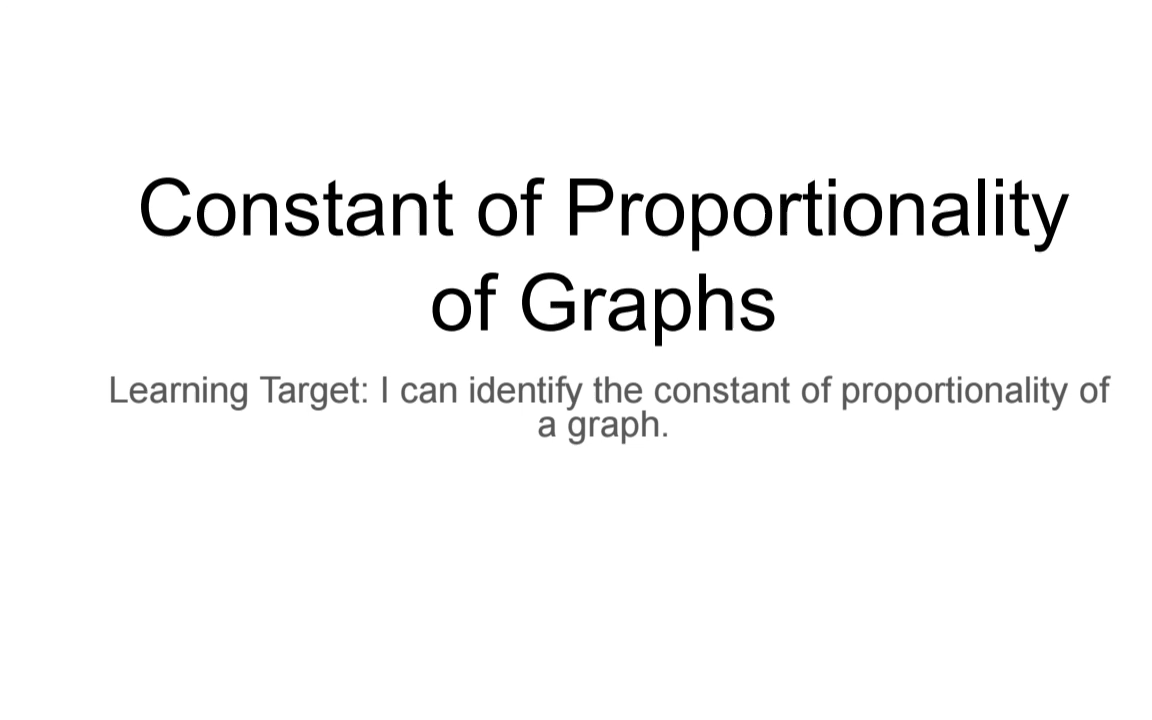 Constant of Proportionality
of Graphs
Learning Target: I can identify the constant of proportionality of
a graph.